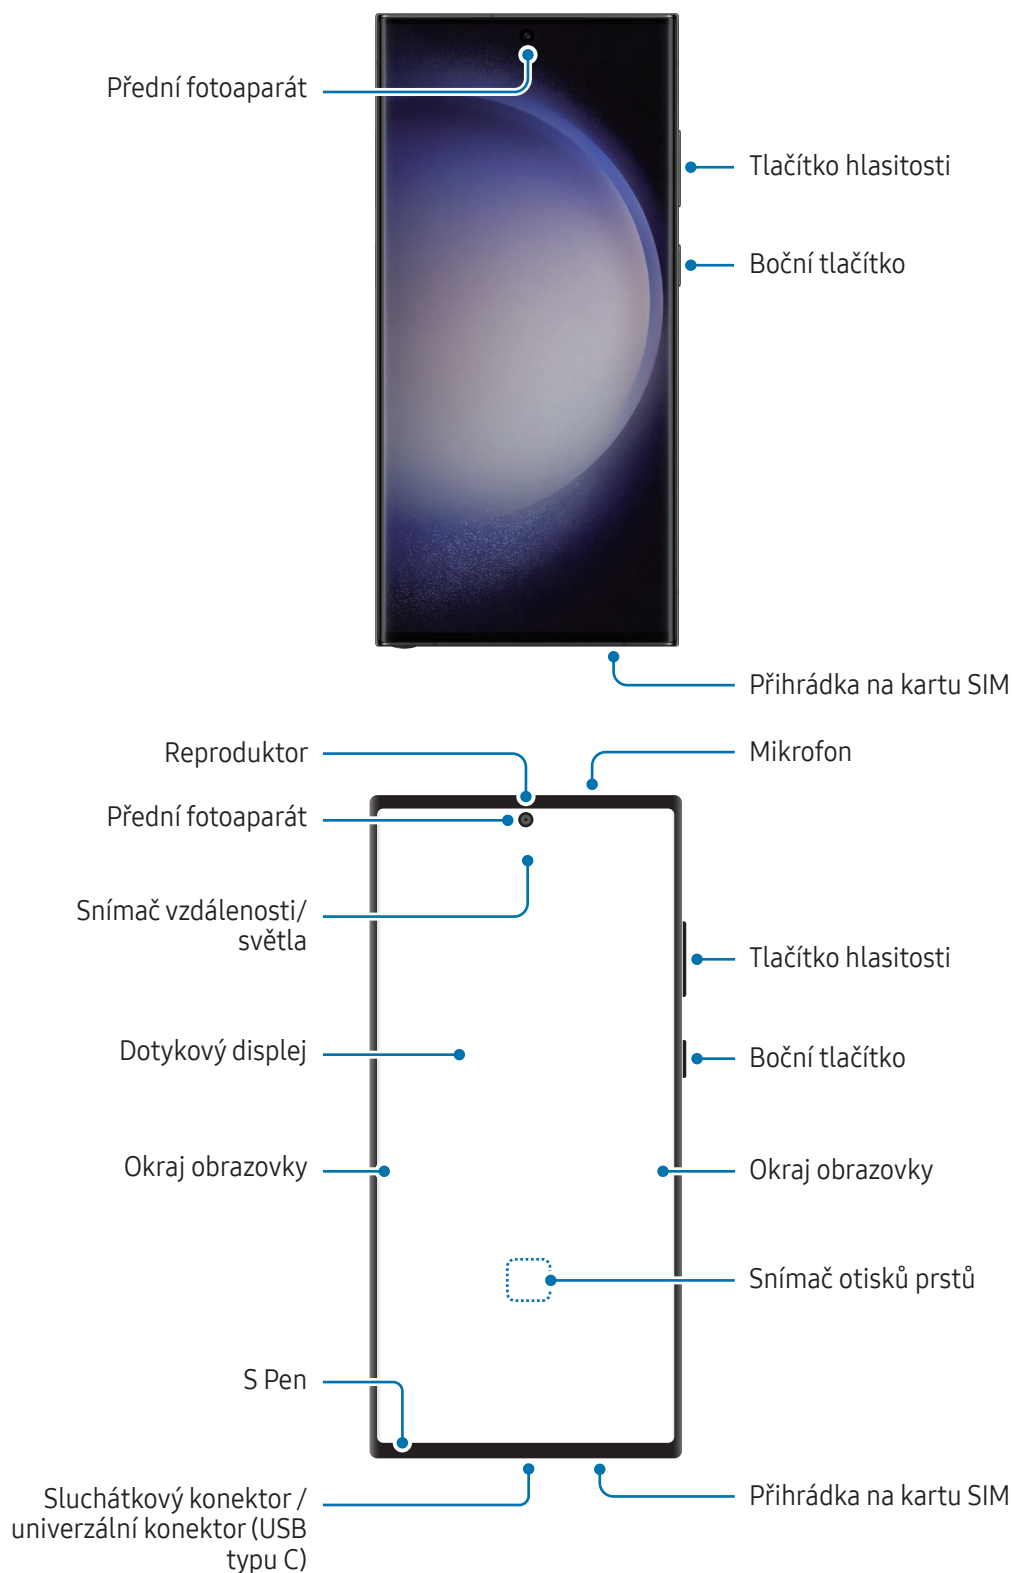 Přední fotoaparát
Tlačítko hlasitosti
Boční tlačítko
Přihrádka na kartu SIM
Reproduktor
Mikrofon
Přední fotoaparát
Snímač vzdálenosti/
světla
Tlačítko hlasitosti
Dotykový displej
Boční tlačítko
Okraj obrazovky
Okraj obrazovky
Snímač otisků prstů
S Pen
Sluchátkový konektor /
univerzální konektor (USB
typu C)
Přihrádka na kartu SIM